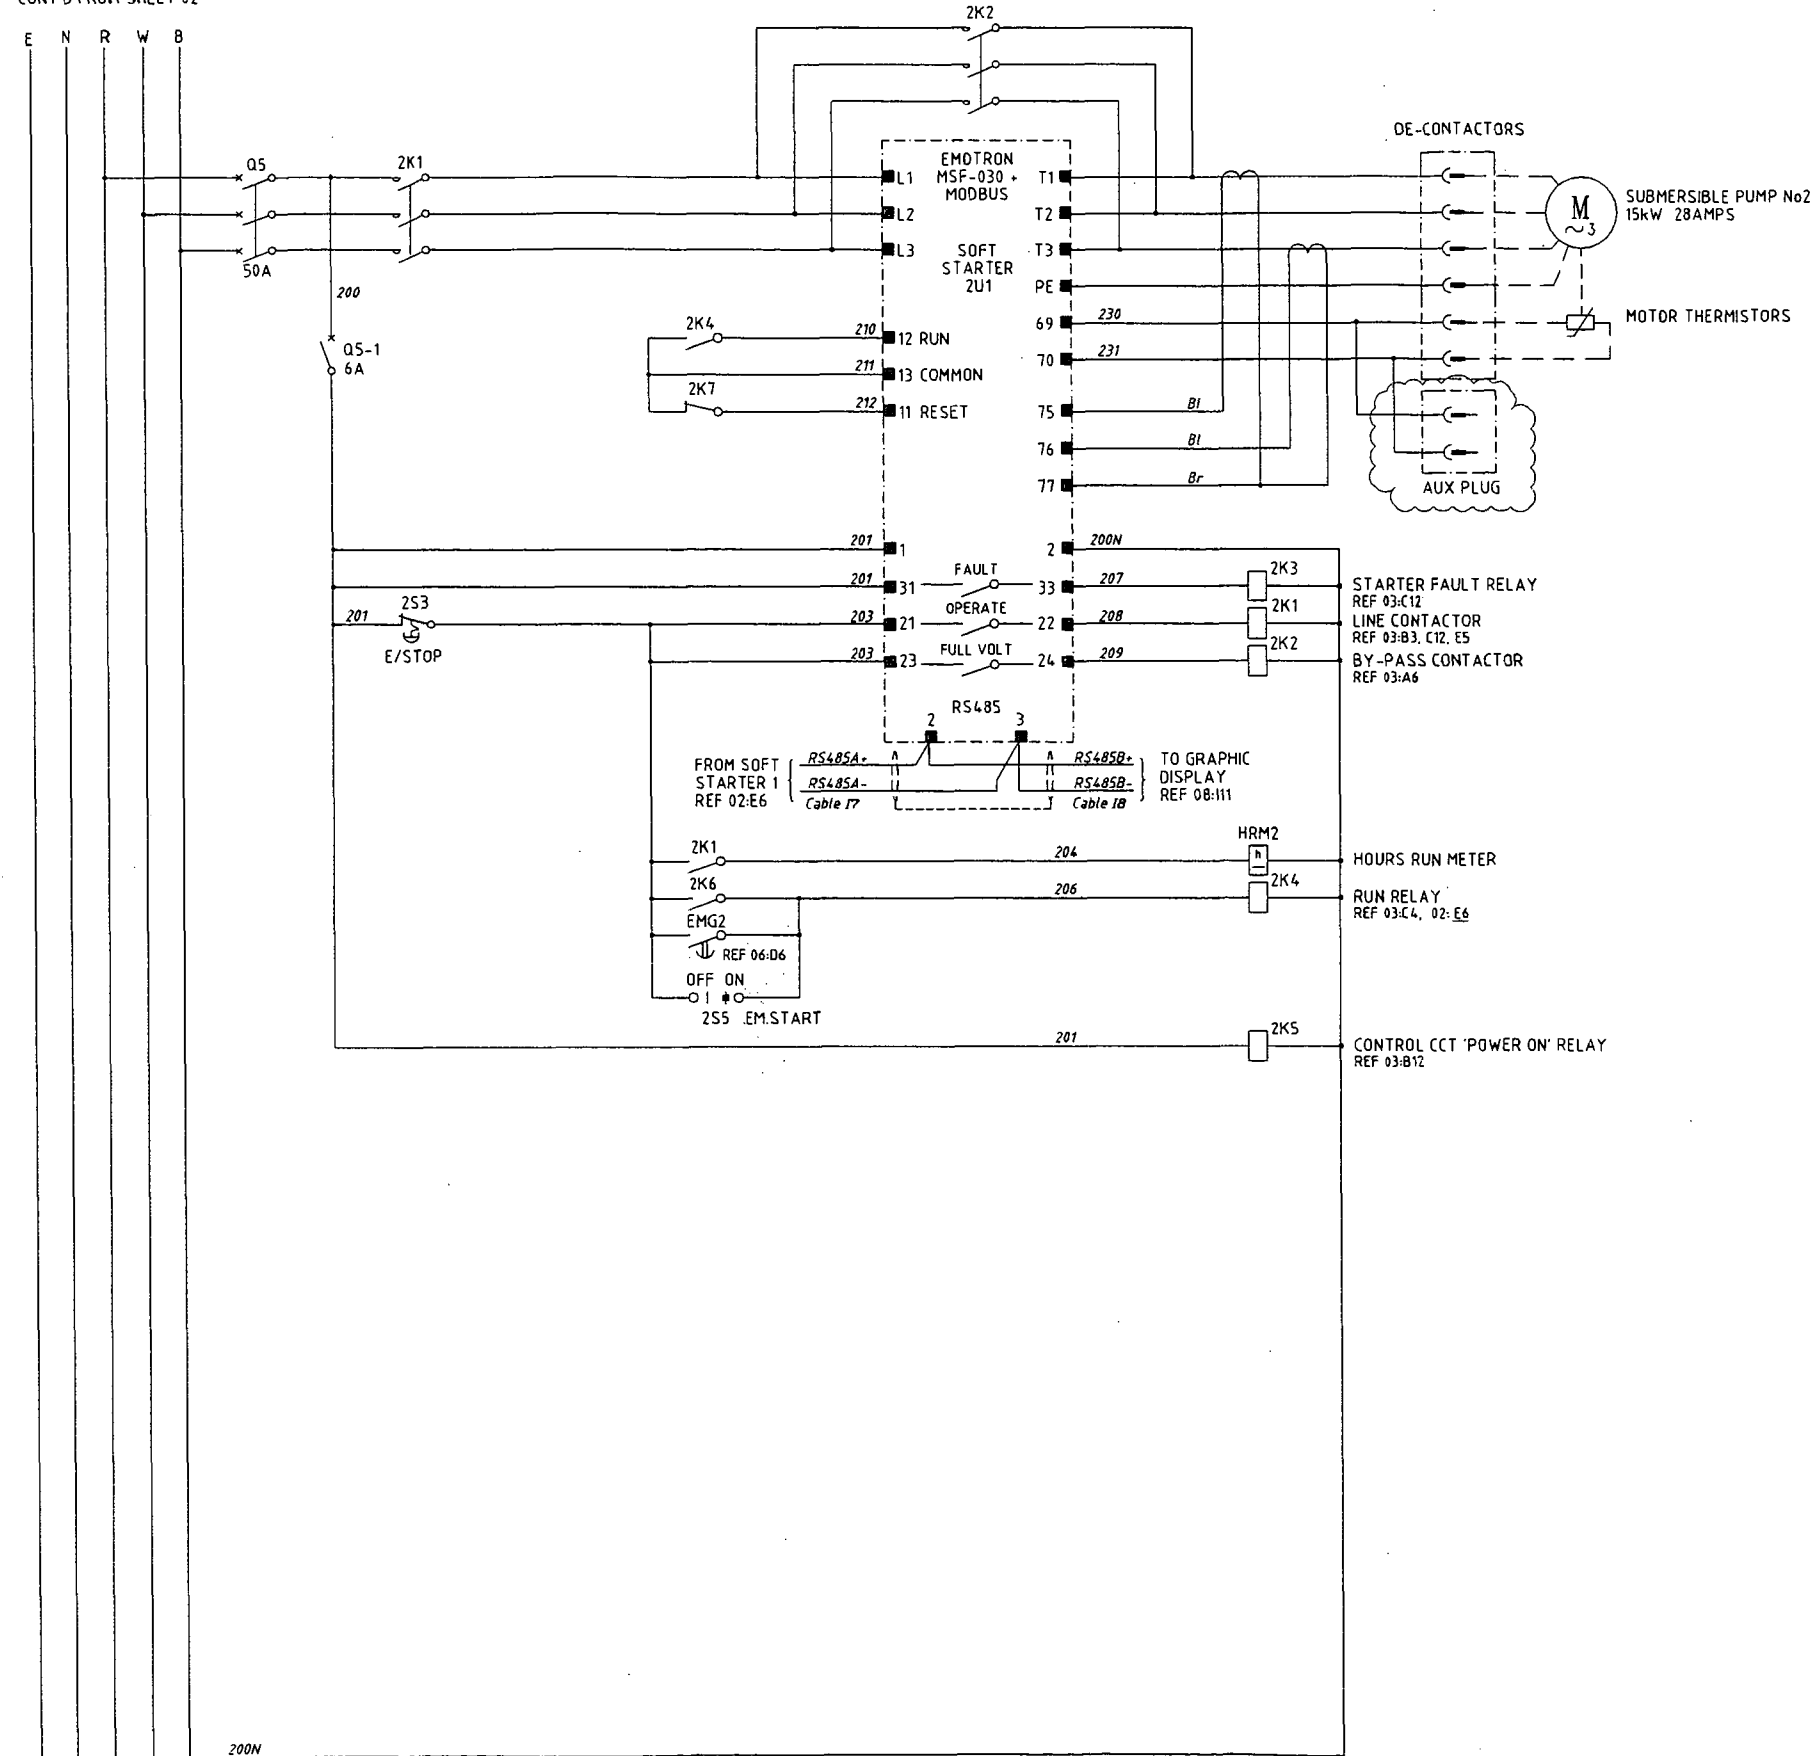 CONT'D FROM SHEET 02
E N R W B
2K2
DE-CONTACTORS
Q5
50A
2K1
EMOTRON
MSF-030 +
MODBUS
L1
L2
L3
SOFT
STARTER
2U1
T1
T2
T3
PE
M
~3
SUBMERSIBLE PUMP No2
15kW 28AMPS
MOTOR THERMISTORS
200
Q5-1
6A
2K4
210
12 RUN
211
13 COMMON
2K7
212
11 RESET
69
230
70
231
75
Bl
76
Bl
77
Br
AUX PLUG
201
1
2
200N
201
31
FAULT
33
207
2K3
STARTER FAULT RELAY
REF 03:C12
201
2S3
E/STOP
203
21
OPERATE
22
208
2K1
LINE CONTACTOR
REF 03:B3, C12, E5
203
23
FULL VOLT
24
209
2K2
BY-PASS CONTACTOR
REF 03:A6
RS485
2
3
FROM SOFT
STARTER 1
REF 02:E6
RS485A+
RS485A-
Cable I7
RS485B+
RS485B-
Cable I8
TO GRAPHIC
DISPLAY
REF 08:I11
2K1
204
HRM2
h
HOURS RUN METER
2K6
206
2K4
RUN RELAY
REF 03:C4, 02:E6
EMG2
REF 06:D6
OFF ON
1
2S5 .EM.START
201
2K5
CONTROL CCT 'POWER ON' RELAY
REF 03:B12
200N